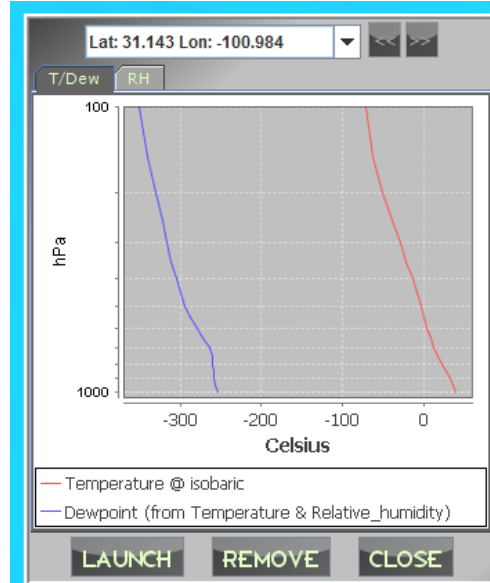 Lat: 31.143 Lon: -100.984
<< >>
T/Dew RH
100
hPa
1000
-300 -200 -100 0
Celsius
Temperature @ isobaric
Dewpoint (from Temperature & Relative_humidity)
LAUNCH REMOVE CLOSE